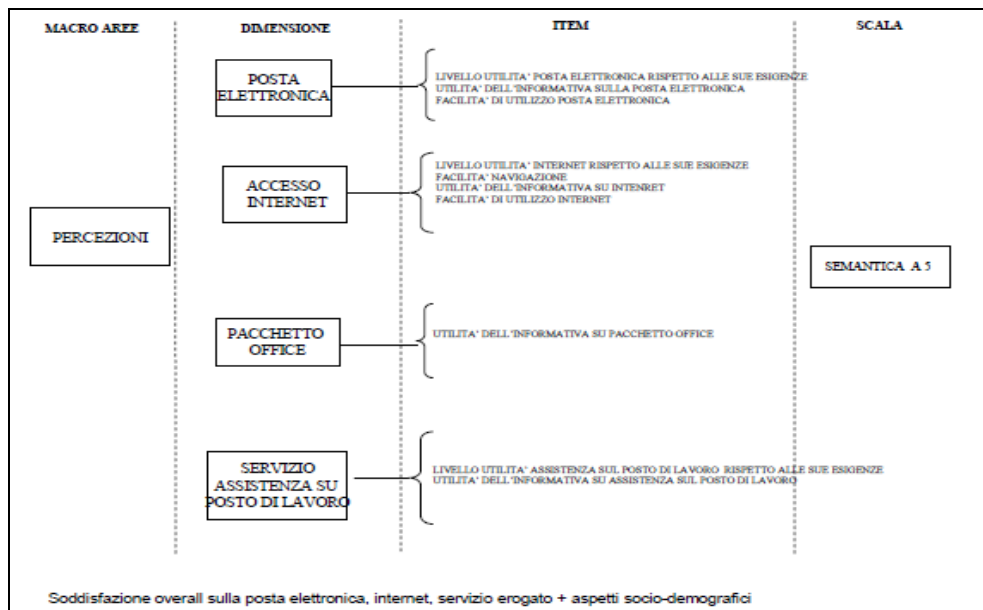 MACRO AREE DIMENSIONE ITEM SCALA
POSTA
ELETTRONICA
LIVELLO UTILITA' POSTA ELETTRONICA RISPETTO ALLE SUE ESIGENZE
UTILITA' DELL'INFORMATIVA SULLA POSTA ELETTRONICA
FACILITA' DI UTILIZZO POSTA ELETTRONICA
ACCESSO
INTERNET
LIVELLO UTILITA' INTERNET RISPETTO ALLE SUE ESIGENZE
FACILITA' NAVIGAZIONE
UTILITA' DELL'INFORMATIVA SU INTENRET
FACILITA' DI UTILIZZO INTERNET
PERCEZIONI
SEMANTICA A 5
PACCHETTO
OFFICE
UTILITA' DELL'INFORMATIVA SU PACCHETTO OFFICE
SERVIZIO
ASSISTENZA SU
POSTO DI LAVORO
LIVELLO UTILITA' ASSISTENZA SUL POSTO DI LAVORO RISPETTO ALLE SUE ESIGENZE
UTILITA' DELL'INFORMATIVA SU ASSISTENZA SUL POSTO DI LAVORO
Soddisfazione overall sulla posta elettronica, internet, servizio erogato + aspetti socio-demografici